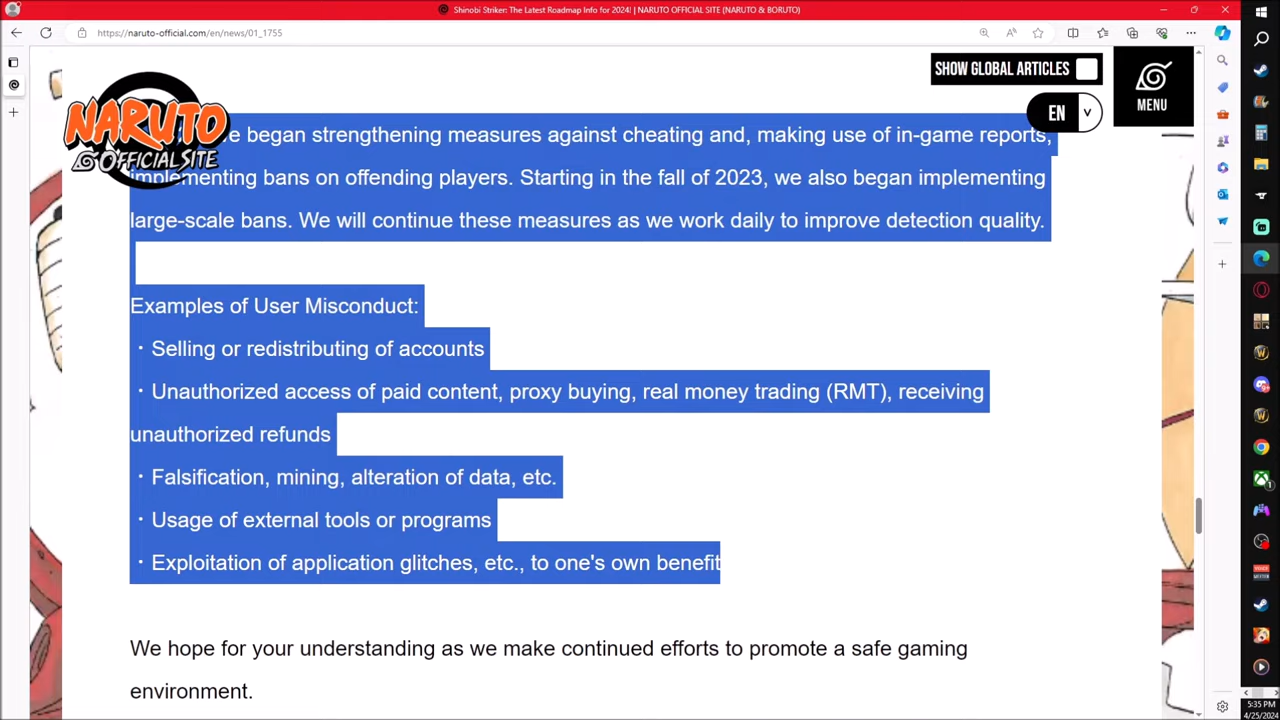 Shinobi Striker: The Latest Roadmap Info for 2024! | NARUTO OFFICIAL SITE (NARUTO & BORUTO)
https://naruto-official.com/en/news/01_1755
SHOW GLOBAL ARTICLES
MENU
EN
NARUTO
OFFICIAL SITE
began strengthening measures against cheating and, making use of in-game reports,
implementing bans on offending players. Starting in the fall of 2023, we also began implementing
large-scale bans. We will continue these measures as we work daily to improve detection quality.
Examples of User Misconduct:
・Selling or redistributing of accounts
・Unauthorized access of paid content, proxy buying, real money trading (RMT), receiving
unauthorized refunds
・Falsification, mining, alteration of data, etc.
・Usage of external tools or programs
・Exploitation of application glitches, etc., to one's own benefit
We hope for your understanding as we make continued efforts to promote a safe gaming
environment.
5:35 PM
4/25/2024